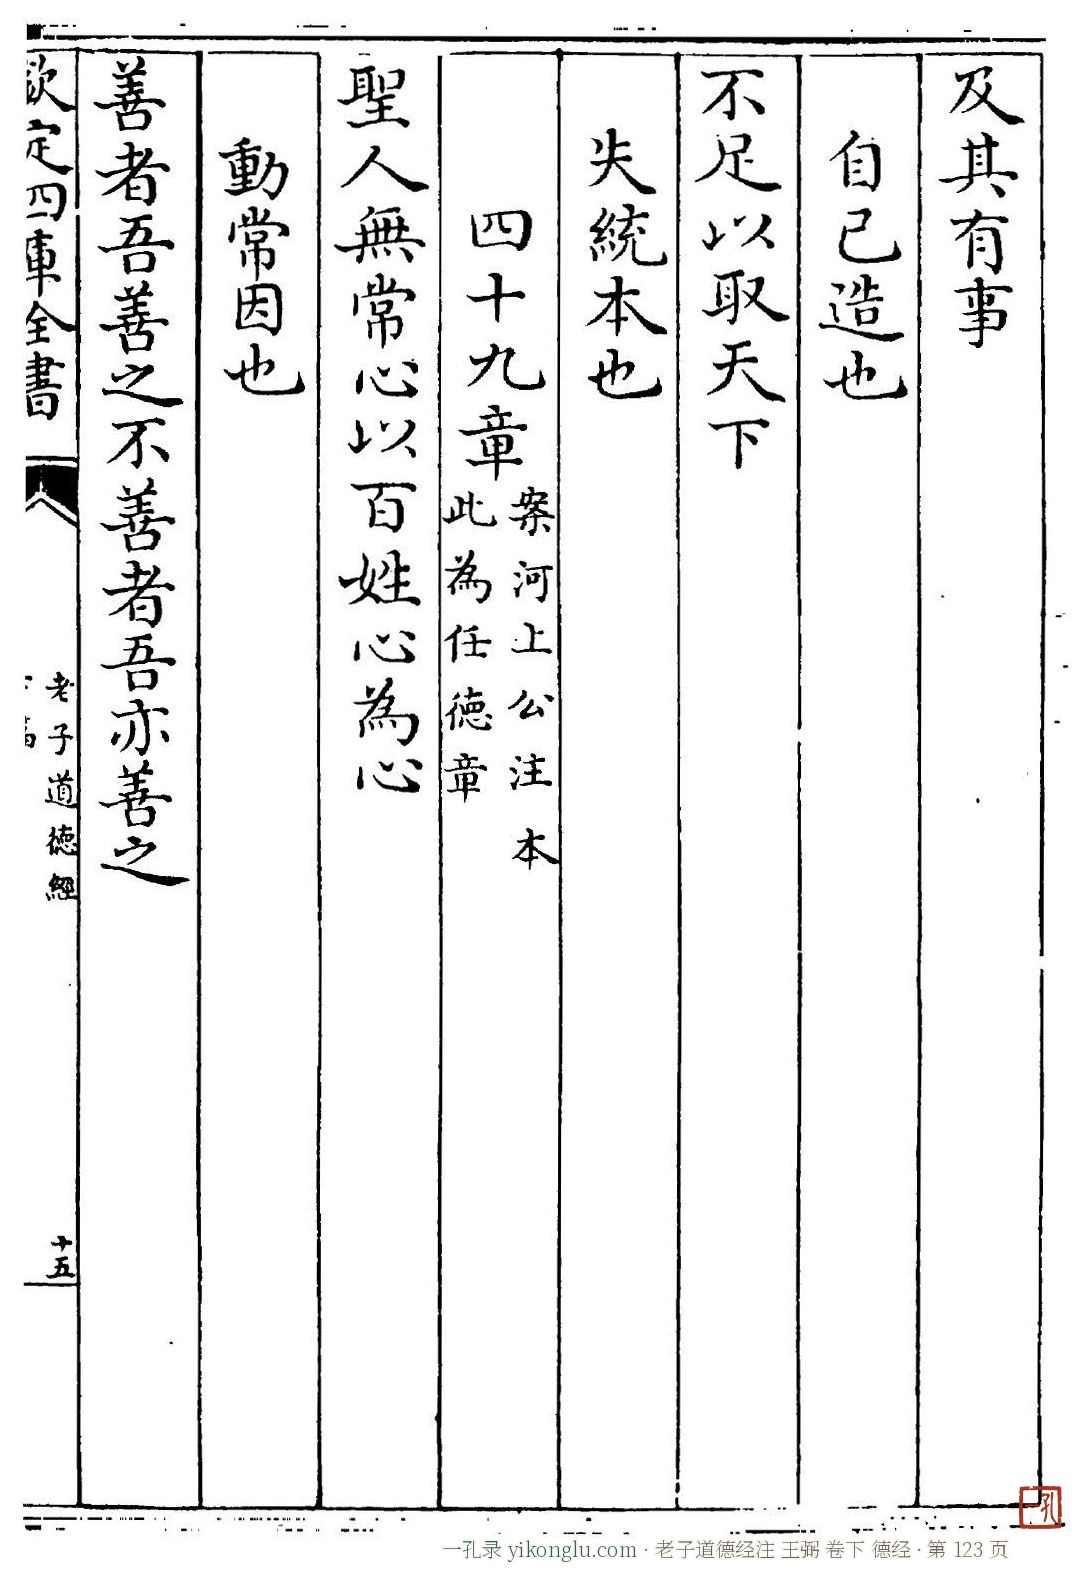 及其有事
自己造也
不足以取天下
失統本也
四十九章
案河上公注本
此為任德章
聖人無常心以百姓心為心
動常因也
善者吾善之不善者吾亦善之
欽定四庫全書
老子道德經
十五
孔
一孔录 yikonglu.com · 老子道德经注 王弼 卷下 德经 · 第 123 页